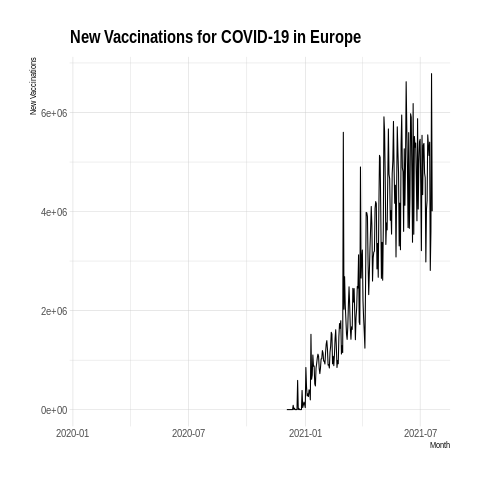 New Vaccinations for COVID-19 in Europe
New Vaccinations
6e+06
4e+06
2e+06
0e+00
2020-01 2020-07 2021-01 2021-07
Month